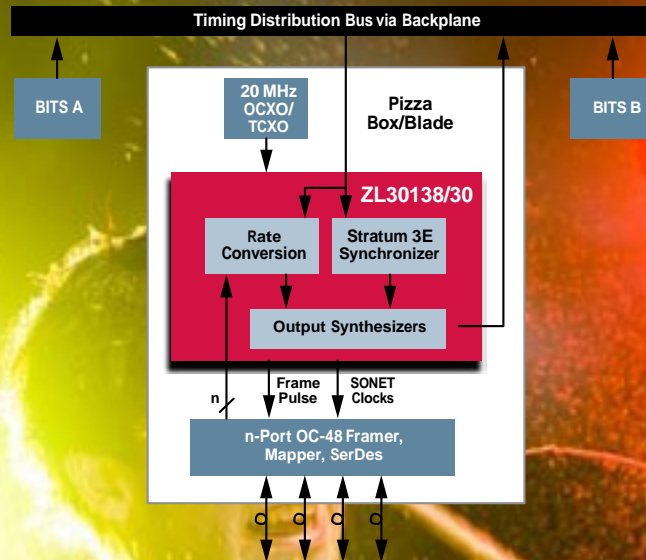 Timing Distribution Bus via Backplane
BITS A
20 MHz
OCXO/
TCXO
Pizza
Box/Blade
BITS B
ZL30138/30
Rate
Conversion
Stratum 3E
Synchronizer
Output Synthesizers
n
Frame
Pulse
SONET
Clocks
n-Port OC-48 Framer,
Mapper, SerDes